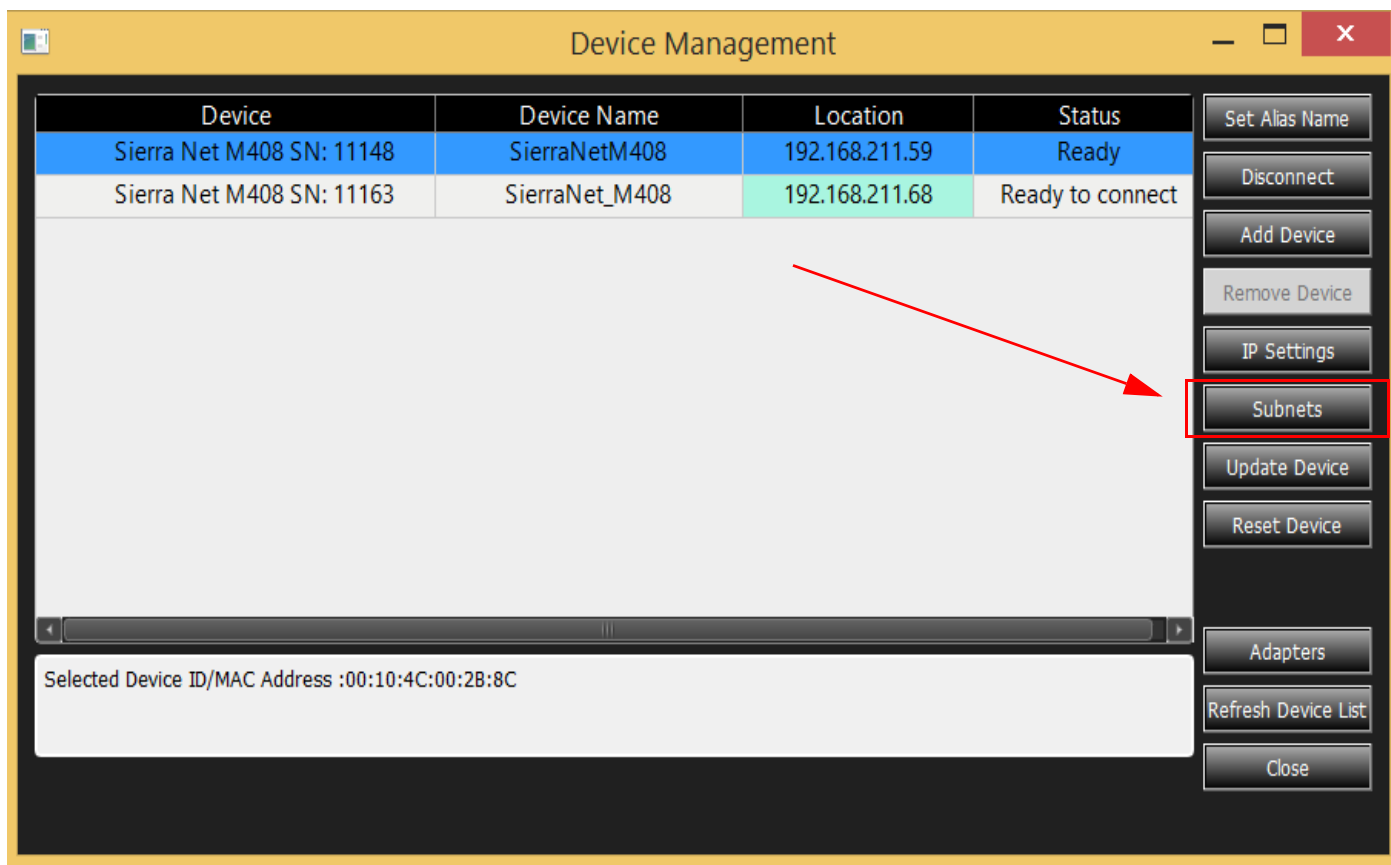 Device Management
Device Device Name Location Status
Sierra Net M408 SN: 11148 SierraNetM408 192.168.211.59 Ready
Sierra Net M408 SN: 11163 SierraNet_M408 192.168.211.68 Ready to connect
Set Alias Name
Disconnect
Add Device
Remove Device
IP Settings
Subnets
Update Device
Reset Device
Adapters
Refresh Device List
Close
Selected Device ID/MAC Address :00:10:4C:00:2B:8C